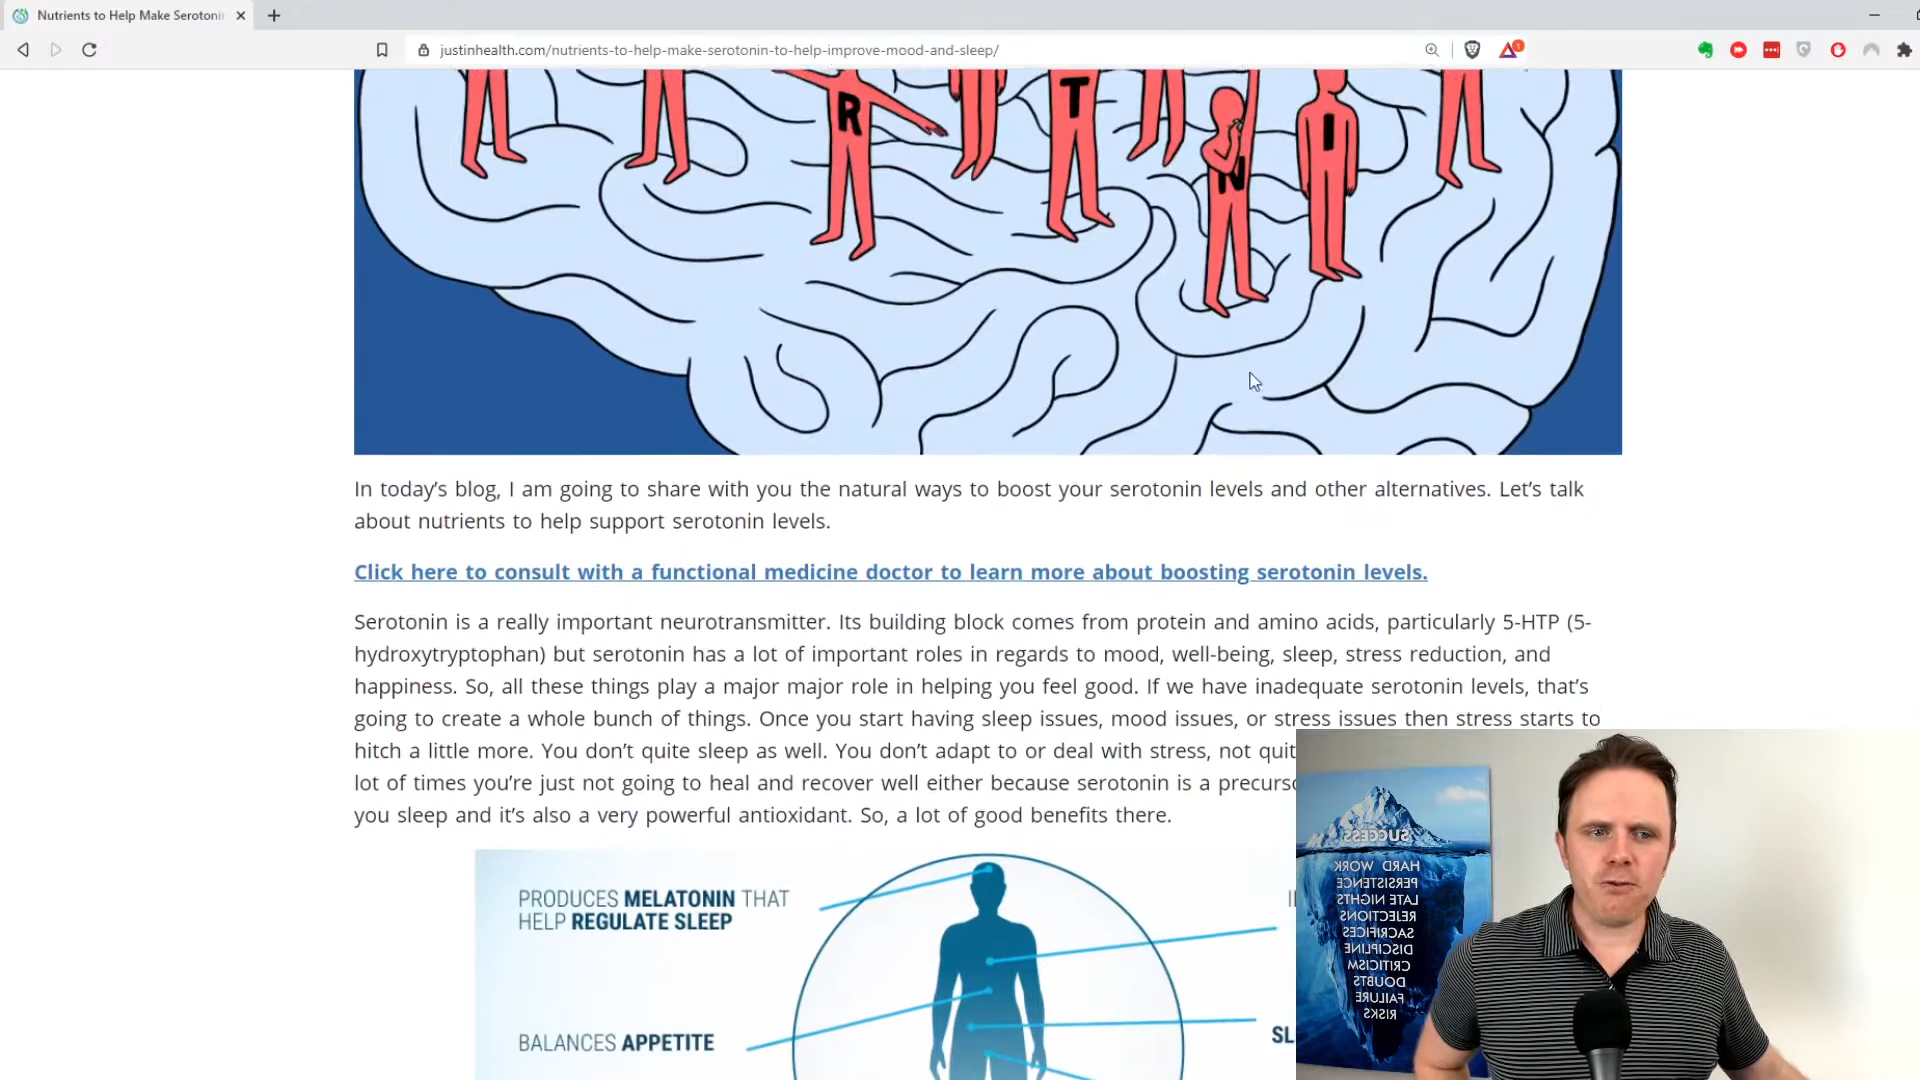 Nutrients to Help Make Serotonin
justinhealth.com/nutrients-to-help-make-serotonin-to-help-improve-mood-and-sleep/
1
R
T
N
I
In today’s blog, I am going to share with you the natural ways to boost your serotonin levels and other alternatives. Let’s talk
about nutrients to help support serotonin levels.
Click here to consult with a functional medicine doctor to learn more about boosting serotonin levels.
Serotonin is a really important neurotransmitter. Its building block comes from protein and amino acids, particularly 5-HTP (5-
hydroxytryptophan) but serotonin has a lot of important roles in regards to mood, well-being, sleep, stress reduction, and
happiness. So, all these things play a major major role in helping you feel good. If we have inadequate serotonin levels, that’s
going to create a whole bunch of things. Once you start having sleep issues, mood issues, or stress issues then stress starts to
hitch a little more. You don’t quite sleep as well. You don’t adapt to or deal with stress, not quit
lot of times you’re just not going to heal and recover well either because serotonin is a precurso
you sleep and it’s also a very powerful antioxidant. So, a lot of good benefits there.
PRODUCES MELATONIN THAT
HELP REGULATE SLEEP
BALANCES APPETITE
SL
SUCCESS
HARD WORK
PERSISTENCE
LATE NIGHTS
REJECTIONS
SACRIFICES
DISCIPLINE
CRITICISM
DOUBTS
FAILURE
RISKS